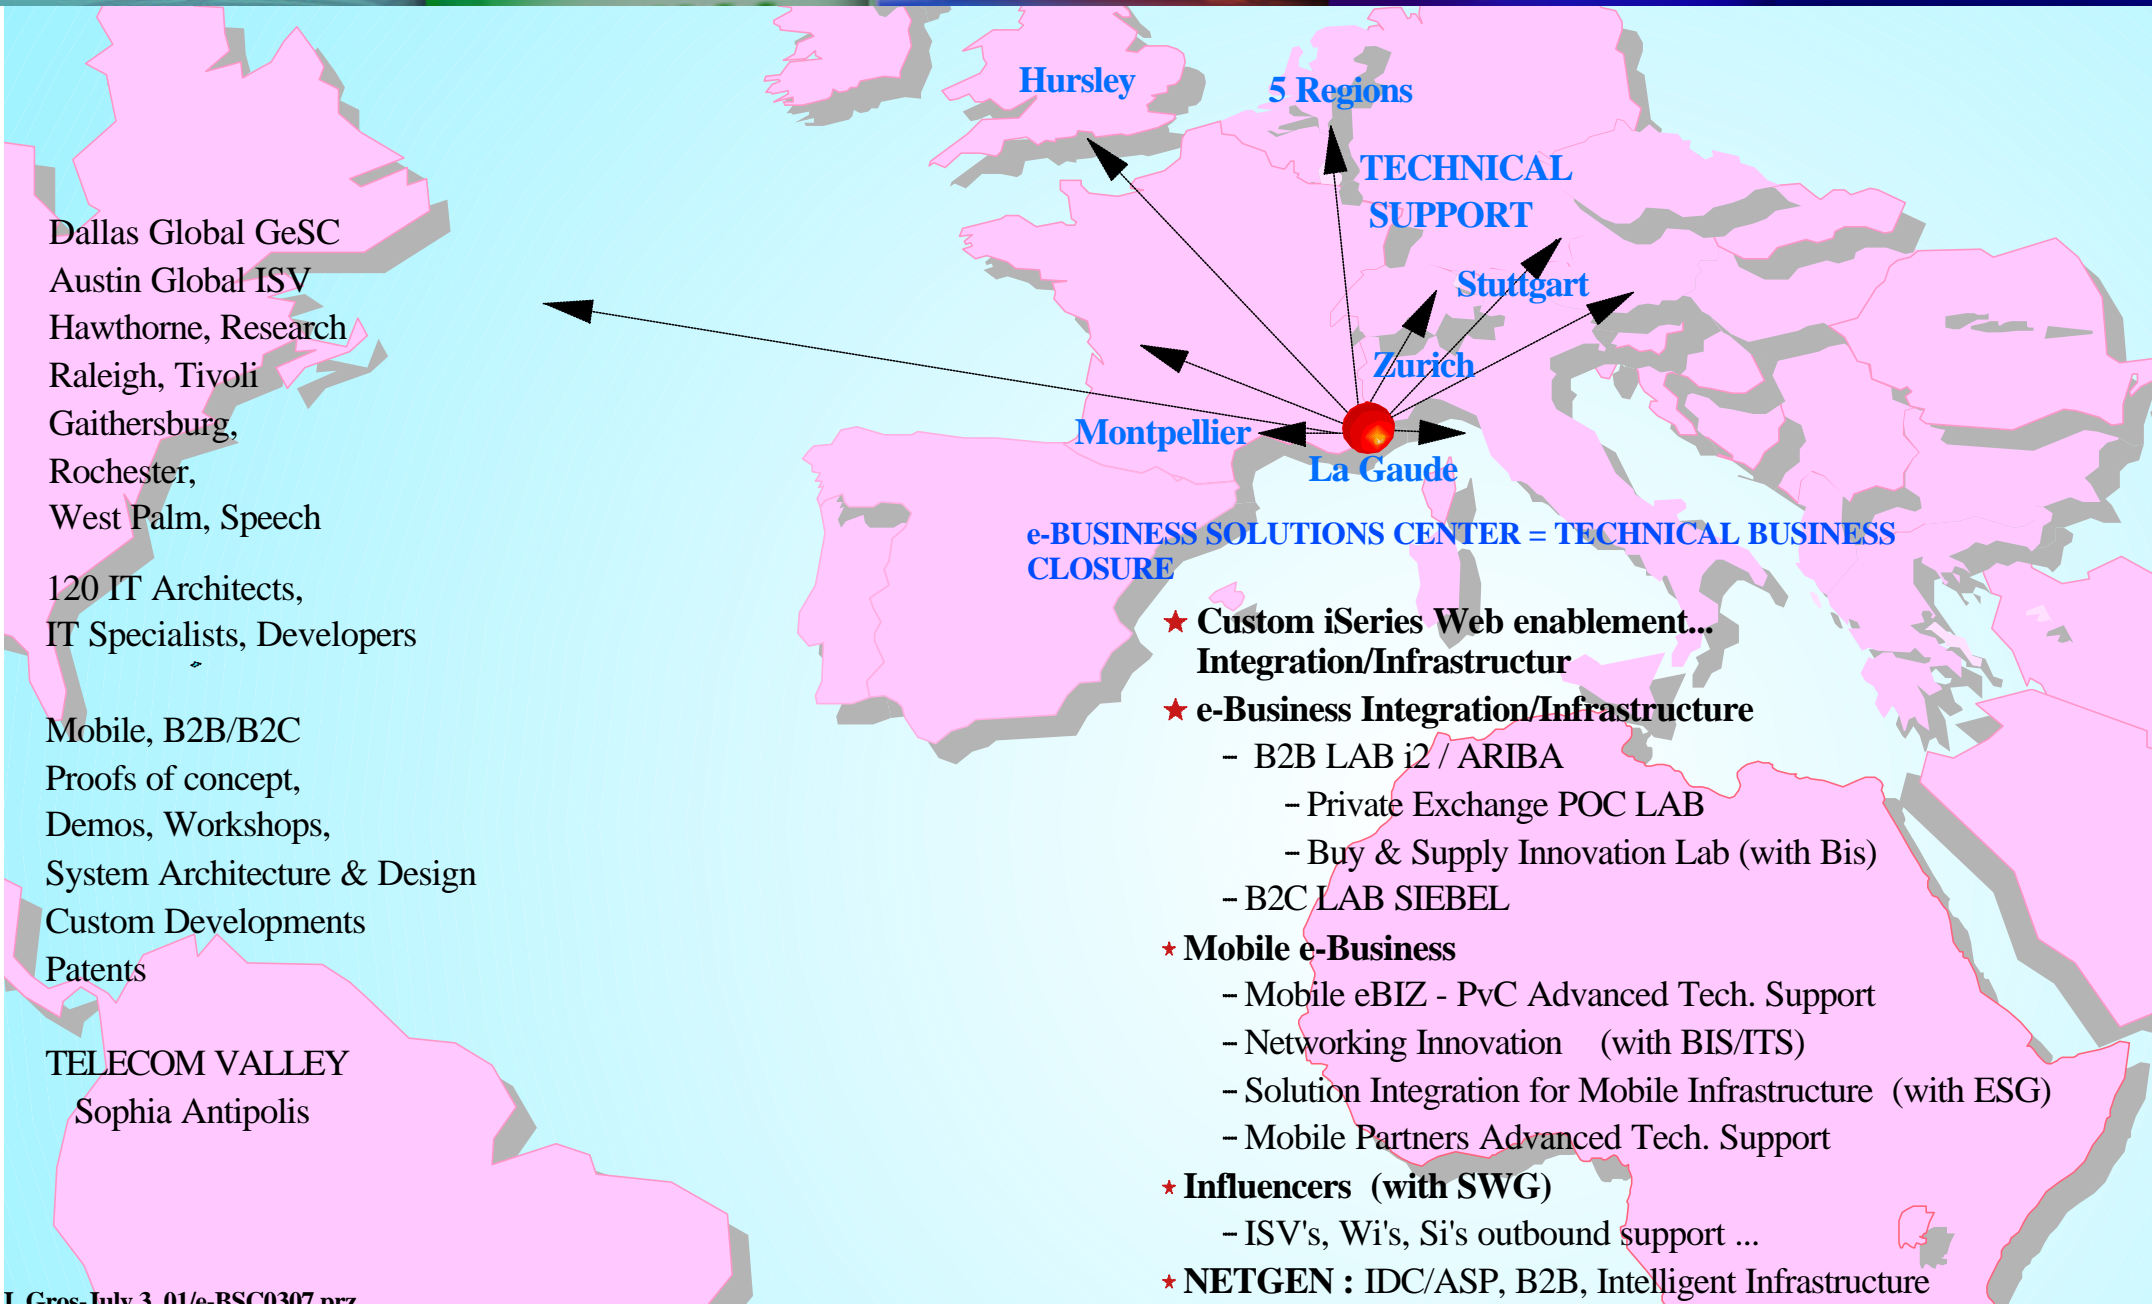 Hursley
5 Regions
TECHNICAL
SUPPORT
Stuttgart
Zurich
Montpellier
La Gaude
Dallas Global GeSC
Austin Global ISV
Hawthorne, Research
Raleigh, Tivoli
Gaithersburg,
Rochester,
West Palm, Speech
120 IT Architects,
IT Specialists, Developers
Mobile, B2B/B2C
Proofs of concept,
Demos, Workshops,
System Architecture & Design
Custom Developments
Patents
TELECOM VALLEY
Sophia Antipolis
e-BUSINESS SOLUTIONS CENTER = TECHNICAL BUSINESS
CLOSURE
★ Custom iSeries Web enablement...
Integration/Infrastructur
★ e-Business Integration/Infrastructure
– B2B LAB i2 / ARIBA
– Private Exchange POC LAB
– Buy & Supply Innovation Lab (with Bis)
– B2C LAB SIEBEL
★ Mobile e-Business
– Mobile eBIZ - PvC Advanced Tech. Support
– Networking Innovation (with BIS/ITS)
– Solution Integration for Mobile Infrastructure (with ESG)
– Mobile Partners Advanced Tech. Support
★ Influencers (with SWG)
– ISV's, Wi's, Si's outbound support ...
★ NETGEN : IDC/ASP, B2B, Intelligent Infrastructure
Gros-July 3, 01/e-BSC0307.prz